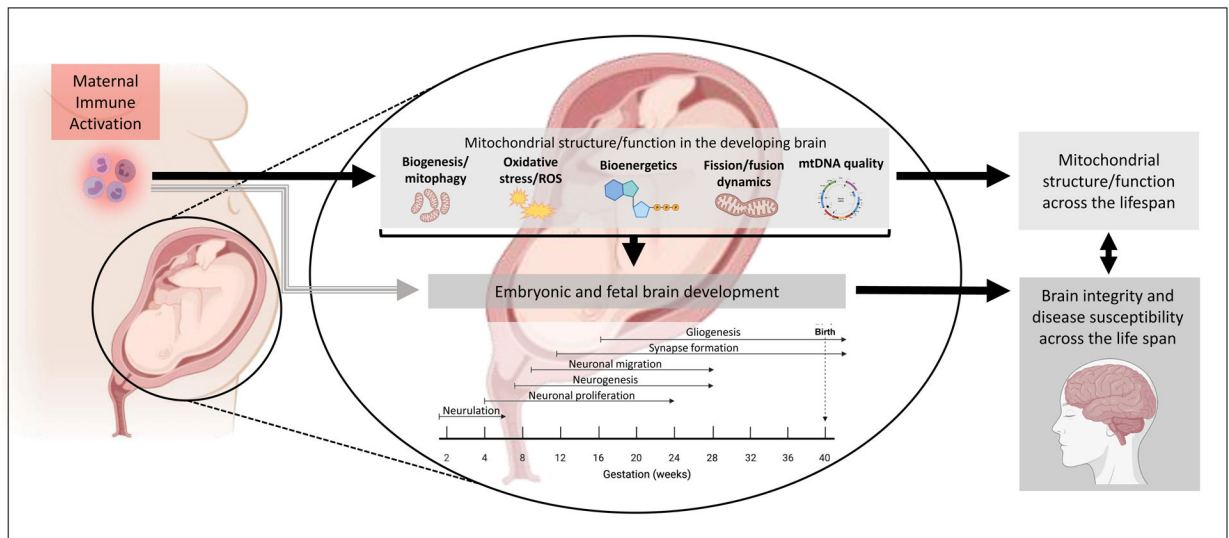 Maternal
Immune
Activation
Mitochondrial structure/function in the developing brain
Biogenesis/
mitophagy
Oxidative
stress/ROS
Bioenergetics
Fission/fusion
dynamics
mtDNA quality
Embryonic and fetal brain development
Gliogenesis
Birth
Synapse formation
Neuronal migration
Neurogenesis
Neuronal proliferation
Neurulation
2 4 8 12 16 20 24 28 32 36 40
Gestation (weeks)
Mitochondrial
structure/function
across the lifespan
Brain integrity and
disease susceptibility
across the life span